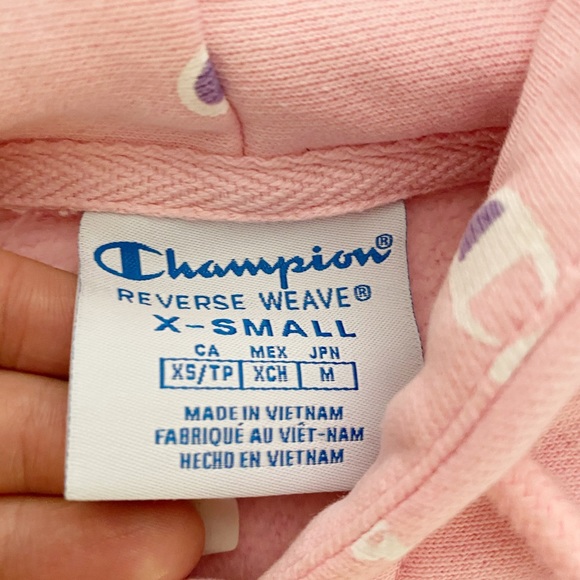 Champion®
REVERSE WEAVE®
X-SMALL
CA MEX JPN
XS/TP XCH M
MADE IN VIETNAM
FABRIQUÉ AU VIÊT-NAM
HECHO EN VIETNAM